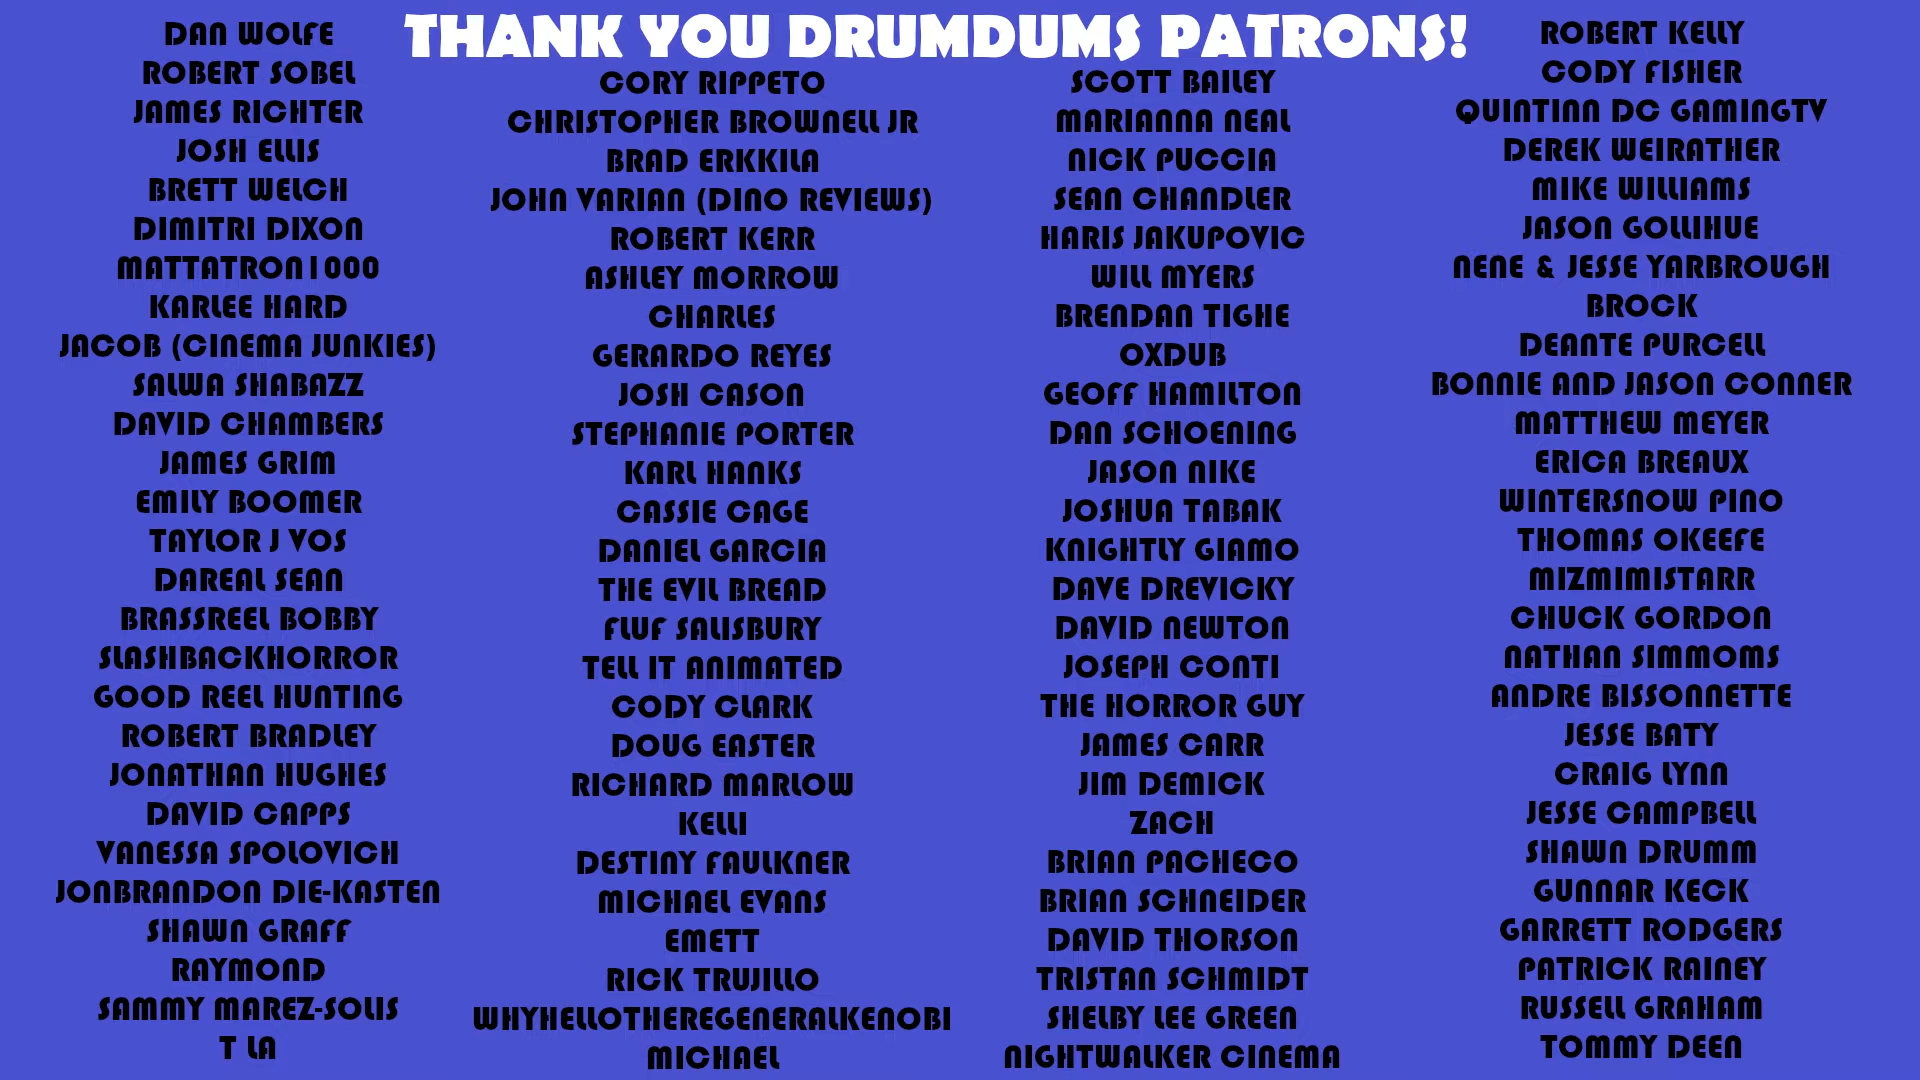 THANK YOU DRUMDUMS PATRONS!
DAN WOLFE
ROBERT SOBEL
JAMES RICHTER
JOSH ELLIS
BRETT WELCH
DIMITRI DIXON
MATTATRON1000
KARLEE HARD
JACOB (CINEMA JUNKIES)
SALWA SHABAZZ
DAVID CHAMBERS
JAMES GRIM
EMILY BOOMER
TAYLOR J VOS
DAREAL SEAN
BRASSREEL BOBBY
SLASHBACKHORROR
GOOD REEL HUNTING
ROBERT BRADLEY
JONATHAN HUGHES
DAVID CAPPS
VANESSA SPOLOVICH
JONBRANDON DIE-KASTEN
SHAWN GRAFF
RAYMOND
SAMMY MAREZ-SOLIS
T LA
CORY RIPPETO
CHRISTOPHER BROWNELL JR
BRAD ERKKILA
JOHN VARIAN (DINO REVIEWS)
ROBERT KERR
ASHLEY MORROW
CHARLES
GERARDO REYES
JOSH CASON
STEPHANIE PORTER
KARL HANKS
CASSIE CAGE
DANIEL GARCIA
THE EVIL BREAD
FLUF SALISBURY
TELL IT ANIMATED
CODY CLARK
DOUG EASTER
RICHARD MARLOW
KELLI
DESTINY FAULKNER
MICHAEL EVANS
EMETT
RICK TRUJILLO
WHYHELLOTHEREGENERALKENOBI
MICHAEL
SCOTT BAILEY
MARIANNA NEAL
NICK PUCCIA
SEAN CHANDLER
HARIS JAKUPOVIC
WILL MYERS
BRENDAN TIGHE
OXDUB
GEOFF HAMILTON
DAN SCHOENING
JASON NIKE
JOSHUA TABAK
KNIGHTLY GIAMO
DAVE DREVICKY
DAVID NEWTON
JOSEPH CONTI
THE HORROR GUY
JAMES CARR
JIM DEMICK
ZACH
BRIAN PACHECO
BRIAN SCHNEIDER
DAVID THORSON
TRISTAN SCHMIDT
SHELBY LEE GREEN
NIGHTWALKER CINEMA
ROBERT KELLY
CODY FISHER
QUINTINN DC GAMINGTV
DEREK WEIRATHER
MIKE WILLIAMS
JASON GOLLIHUE
NENE & JESSE YARBROUGH
BROCK
DEANTE PURCELL
BONNIE AND JASON CONNER
MATTHEW MEYER
ERICA BREAUX
WINTERSNOW PINO
THOMAS OKEEFE
MIZMIMISTARR
CHUCK GORDON
NATHAN SIMMOMS
ANDRE BISSONNETTE
JESSE BATY
CRAIG LYNN
JESSE CAMPBELL
SHAWN DRUMM
GUNNAR KECK
GARRETT RODGERS
PATRICK RAINEY
RUSSELL GRAHAM
TOMMY DEEN